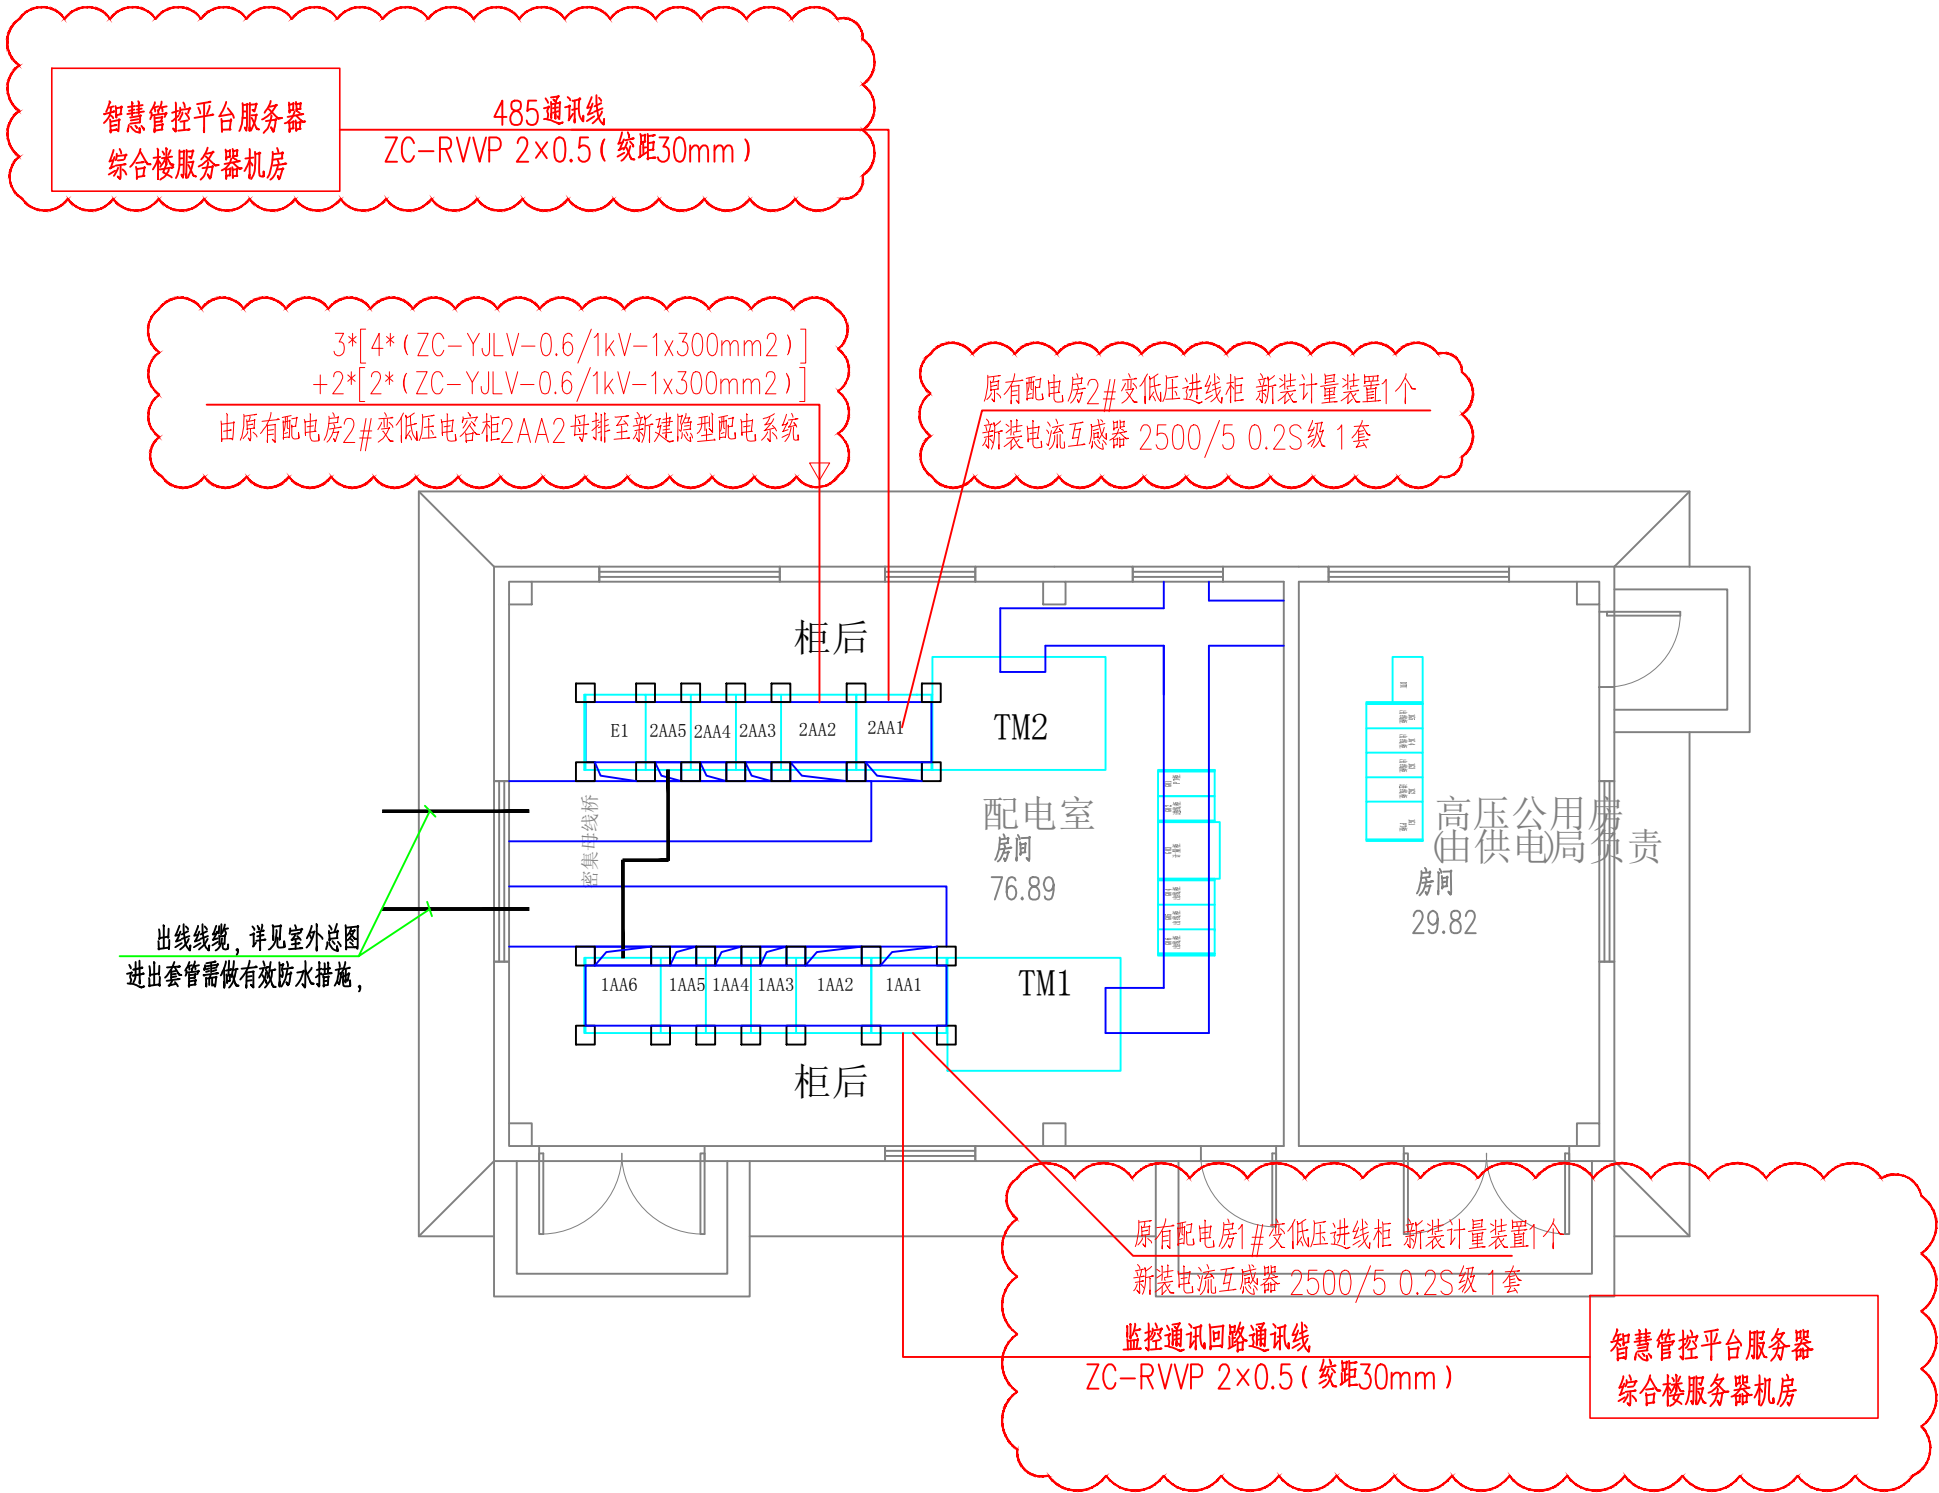 智慧管控平台服务器
综合楼服务器机房
485通讯线
ZC-RVVP 2×0.5(绞距30mm)
3*[4*(ZC-YJLV-0.6/1kV-1x300mm2)]
+2*[2*(ZC-YJLV-0.6/1kV-1x300mm2)]
由原有配电房2#变低压电容柜2AA2母排至新建隐型配电系统
原有配电房2#变低压进线柜 新装计量装置1个
新装电流互感器 2500/5 0.2S级 1套
柜后
E1
2AA5
2AA4
2AA3
2AA2
2AA1
TM2
密集母线桥
配电室
房间
76.89
高压公用房
(由供电局负责)
房间
29.82
出线线缆,详见室外总图
进出套管需做有效防水措施,
1AA6
1AA5
1AA4
1AA3
1AA2
1AA1
TM1
柜后
原有配电房1#变低压进线柜 新装计量装置1个
新装电流互感器 2500/5 0.2S级 1套
监控通讯回路通讯线
ZC-RVVP 2×0.5(绞距30mm)
智慧管控平台服务器
综合楼服务器机房